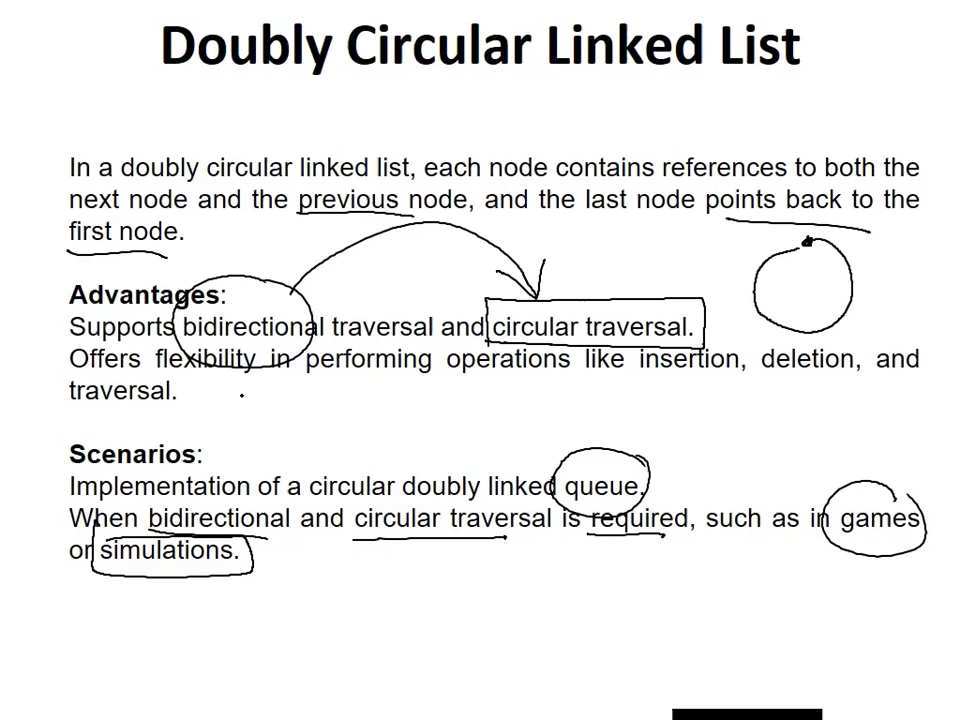 Doubly Circular Linked List
In a doubly circular linked list, each node contains references to both the
next node and the previous node, and the last node points back to the
first node.
Advantages:
Supports bidirectional traversal and circular traversal.
Offers flexibility in performing operations like insertion, deletion, and
traversal.
Scenarios:
Implementation of a circular doubly linked queue.
When bidirectional and circular traversal is required, such as in games
or simulations.